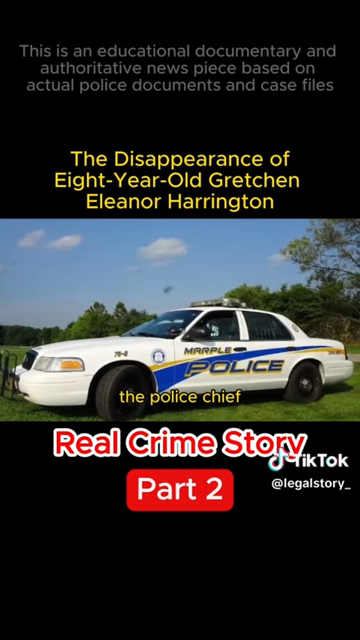 This is an educational documentary and
authoritative news piece based on
actual police documents and case files
The Disappearance of
Eight-Year-Old Gretchen
Eleanor Harrington
75-8
MARPLE
POLICE
the police chief
Real Crime Story
TikTok
@legalstory_
Part 2